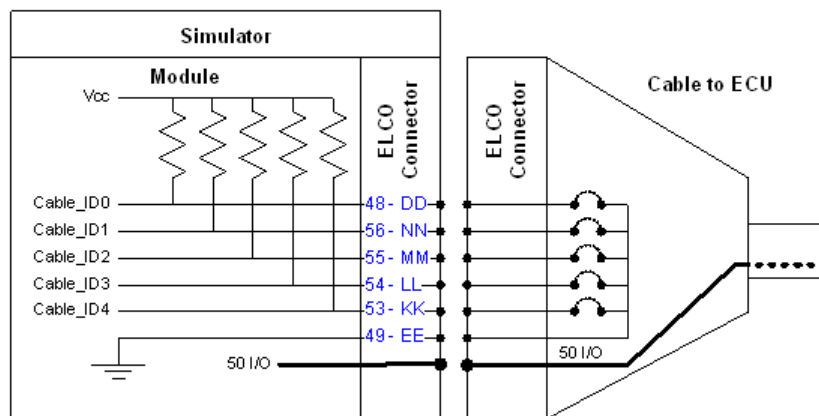 Simulator
Module
Vcc
ELCO
Connector
ELCO
Connector
Cable to ECU
Cable_ID0
48- DD
Cable_ID1
56- NN
Cable_ID2
55- MM
Cable_ID3
54- LL
Cable_ID4
53- KK
49- EE
50 I/O
50 I/O